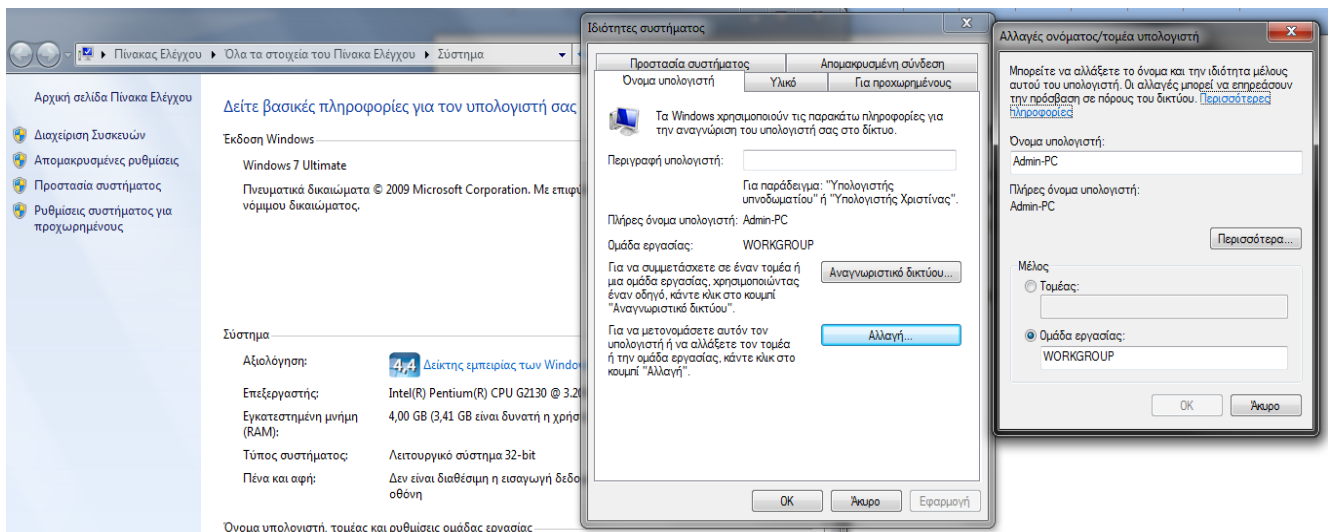 Πίνακας Ελέγχου
Όλα τα στοιχεία του Πίνακα Ελέγχου
Σύστημα
Αρχική σελίδα Πίνακα Ελέγχου
Διαχείριση Συσκευών
Απομακρυσμένες ρυθμίσεις
Προστασία συστήματος
Ρυθμίσεις συστήματος για
προχωρημένους
Δείτε βασικές πληροφορίες για τον υπολογιστή σας
Έκδοση Windows
Windows 7 Ultimate
Πνευματικά δικαιώματα © 2009 Microsoft Corporation. Με
νόμιμου δικαιώματος.
Σύστημα
Αξιολόγηση:
4,4 Δείκτης εμπειρίας των
Επεξεργαστής:
Intel(R) Pentium(R) CPU G2130 @
Εγκατεστημένη μνήμη
(RAM):
4,00 GB (3,41 GB είναι δυνατή η
Τύπος συστήματος:
Λειτουργικό σύστημα 32-bit
Πένα και αφή:
Δεν είναι διαθέσιμη η εισαγωγή
οθόνη
Όνομα υπολογιστή, τομέας και ρυθμίσεις ομάδας εργασίας
Ιδιότητες συστήματος
Προστασία συστήματος
Απομακρυσμένη σύνδεση
Όνομα υπολογιστή
Υλικό
Για προχωρημένους
Τα Windows χρησιμοποιούν τις παρακάτω πληροφορίες για
την αναγνώριση του υπολογιστή σας στο δίκτυο.
Περιγραφή υπολογιστή:
Για παράδειγμα: "Υπολογιστής
υπνοδωματίου" ή "Υπολογιστής Χριστίνας".
Πλήρες όνομα υπολογιστή: Admin-PC
Ομάδα εργασίας: WORKGROUP
Για να συμμετάσχετε σε έναν τομέα ή
μια ομάδα εργασίας, χρησιμοποιώντας
έναν οδηγό, κάντε κλικ στο κουμπί
"Αναγνωριστικό δικτύου".
Αναγνωριστικό δικτύου...
Για να μετονομάσετε αυτόν τον
υπολογιστή ή να αλλάξετε τον τομέα
ή την ομάδα εργασίας, κάντε κλικ στο
κουμπί "Αλλαγή".
Αλλαγή...
OK
Άκυρο
Εφαρμογή
Αλλαγές ονόματος/τομέα υπολογιστή
Μπορείτε να αλλάξετε το όνομα και την ιδιότητα μέλους
αυτού του υπολογιστή. Οι αλλαγές μπορεί να επηρεάσουν
την πρόσβαση σε πόρους του δικτύου. Περισσότερες
πληροφορίες
Όνομα υπολογιστή:
Admin-PC
Πλήρες όνομα υπολογιστή:
Admin-PC
Περισσότερα...
Μέλος
Τομέας:
Ομάδα εργασίας:
WORKGROUP
OK
Άκυρο